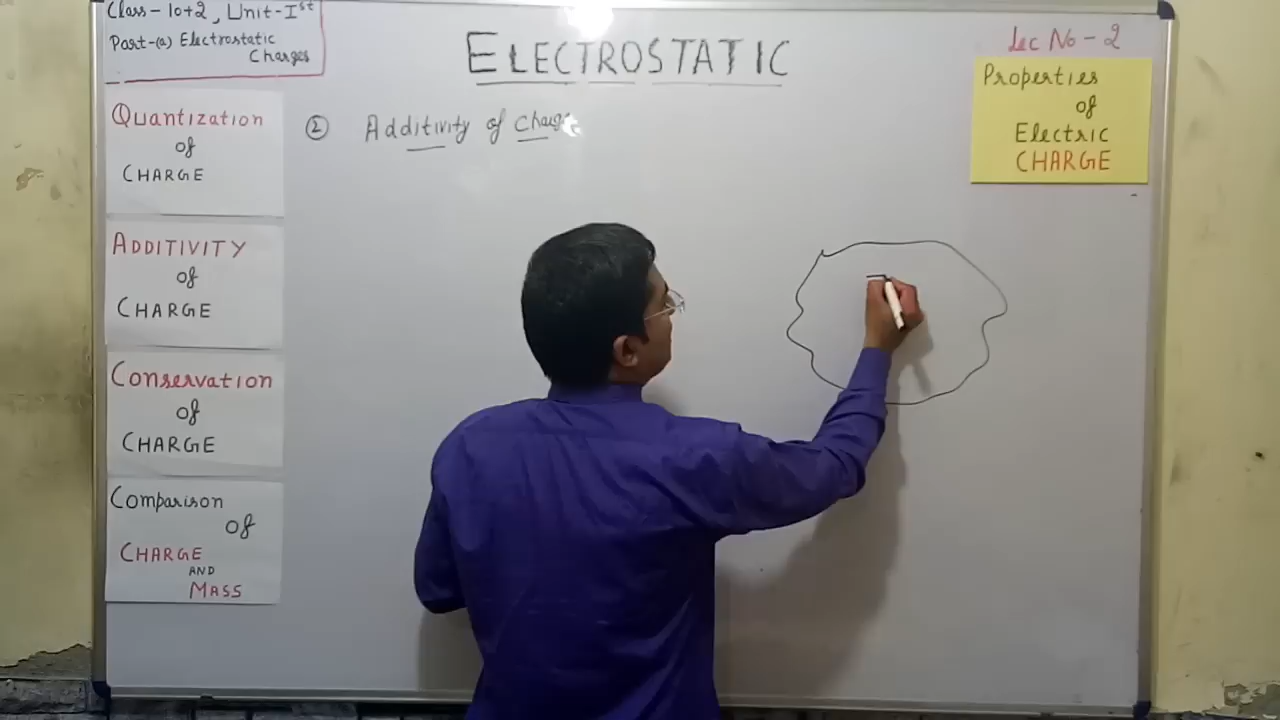 Class-10+2, Unit-Ist
Part-(a) Electrostatic
Charges
ELECTROSTATIC
Lec No-2
Properties
of
Electric
CHARGE
Quantization
of
CHARGE
② Additivity of Charge
ADDITIVITY
of
CHARGE
Conservation
of
CHARGE
Comparison
of
CHARGE
AND
MASS